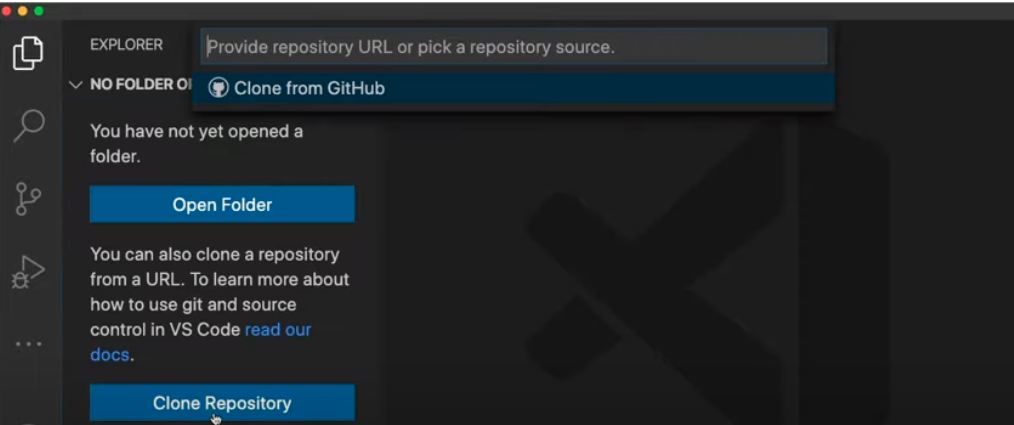 EXPLORER
Provide repository URL or pick a repository source.
Clone from GitHub
NO FOLDER
You have not yet opened a
folder.
Open Folder
You can also clone a repository
from a URL. To learn more about
how to use git and source
control in VS Code read our
docs.
Clone Repository